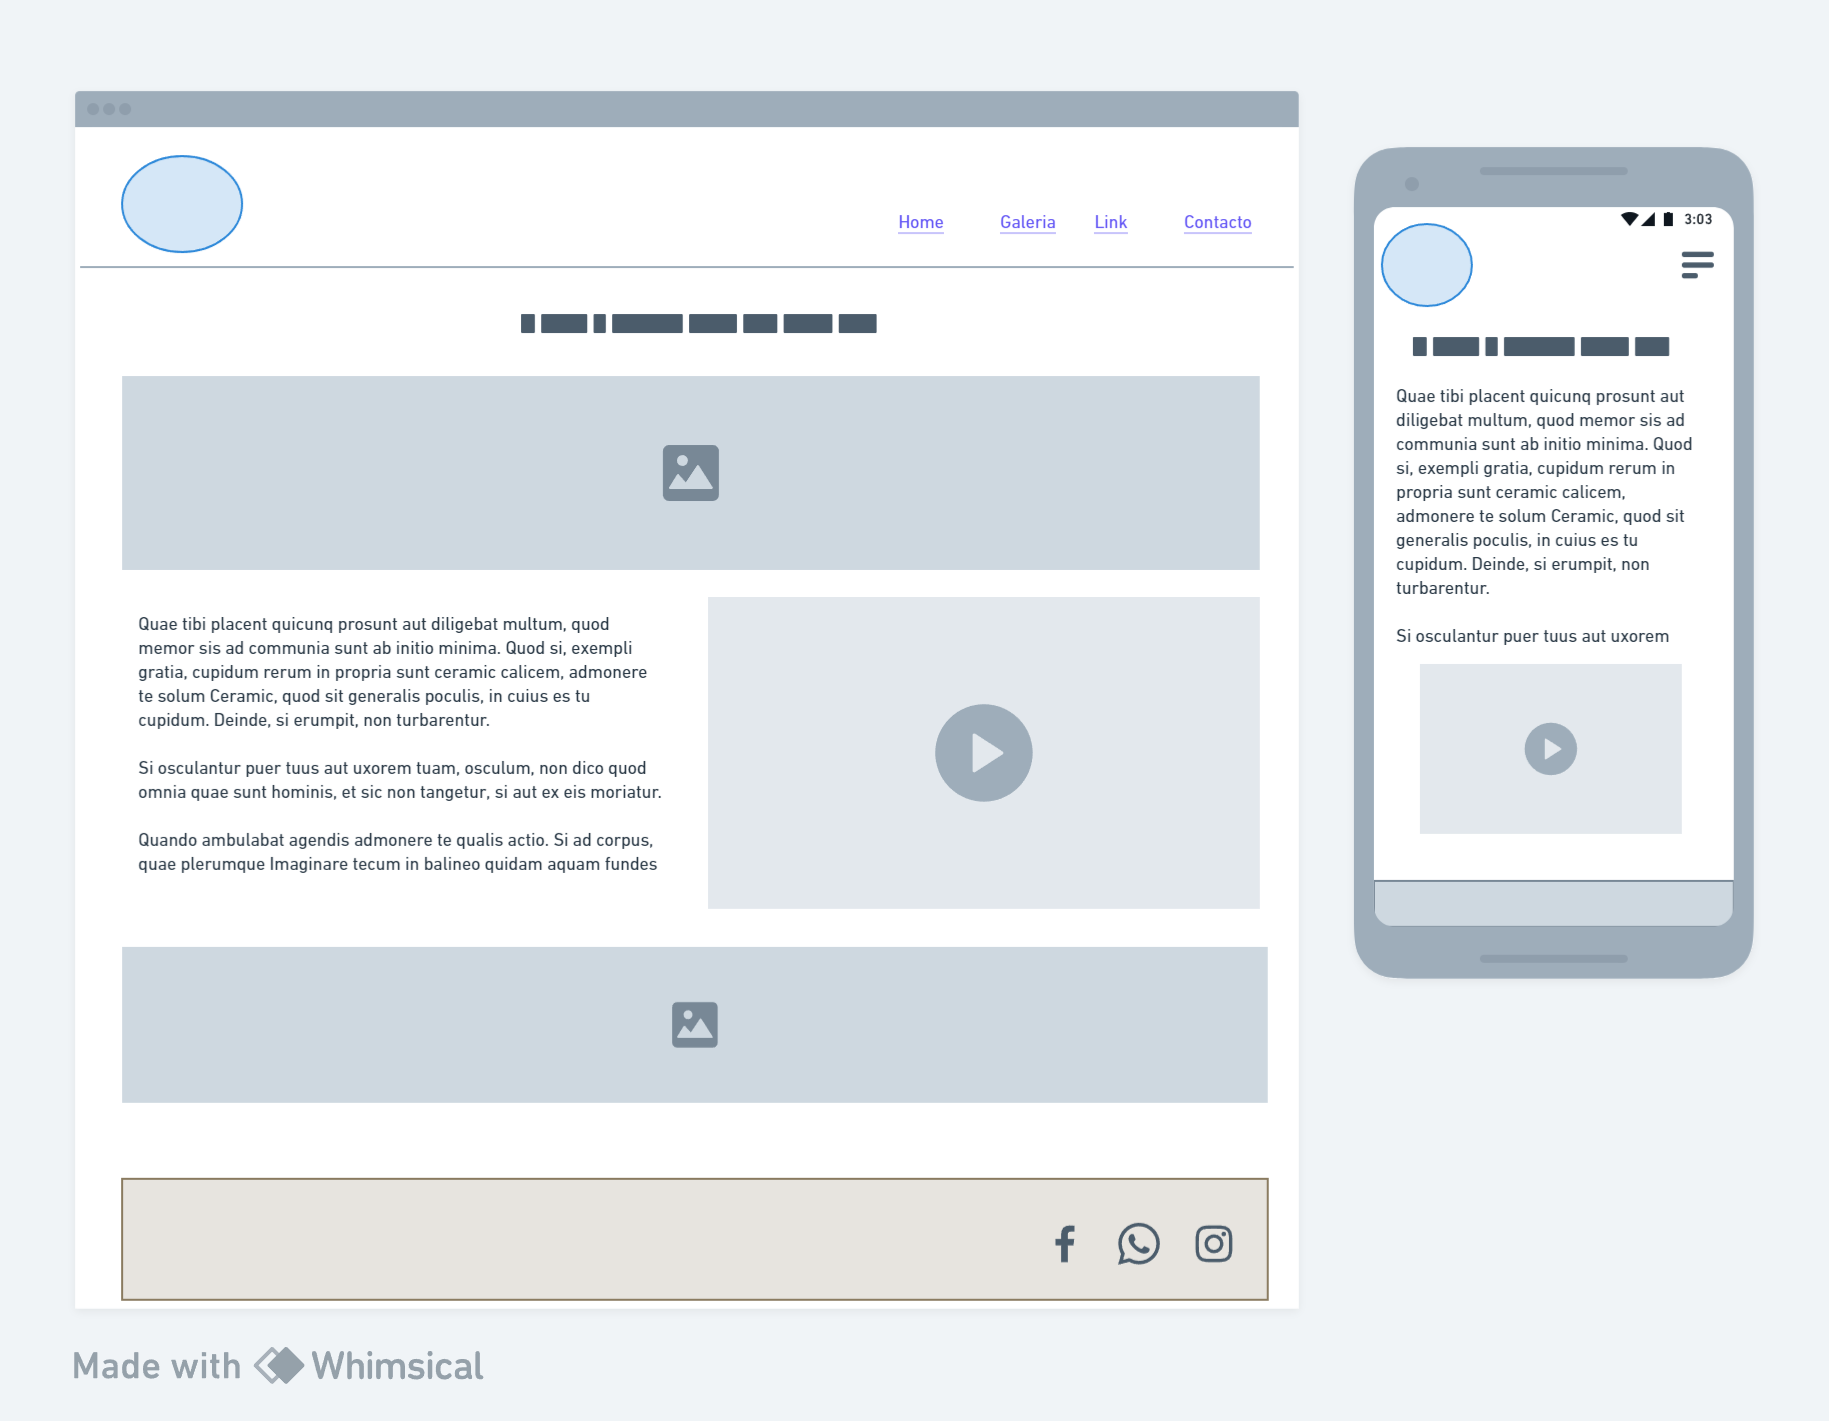 Home Galeria Link Contacto
Quae tibi placent quicunq prosunt aut diligebat multum, quod
memor sis ad communia sunt ab initio minima. Quod si, exempli
gratia, cupidum rerum in propria sunt ceramic calicem, admonere
te solum Ceramic, quod sit generalis poculis, in cuius es tu
cupidum. Deinde, si erumpit, non turbarentur.
Si osculantur puer tuus aut uxorem tuam, osculum, non dico quod
omnia quae sunt hominis, et sic non tangetur, si aut ex eis moriatur.
Quando ambulabat agendis admonere te qualis actio. Si ad corpus,
quae plerumque Imaginare tecum in balineo quidam aquam fundes
3:03
Quae tibi placent quicunq prosunt aut
diligebat multum, quod memor sis ad
communia sunt ab initio minima. Quod
si, exempli gratia, cupidum rerum in
propria sunt ceramic calicem,
admonere te solum Ceramic, quod sit
generalis poculis, in cuius es tu
cupidum. Deinde, si erumpit, non
turbarentur.
Si osculantur puer tuus aut uxorem
Made with Whimsical